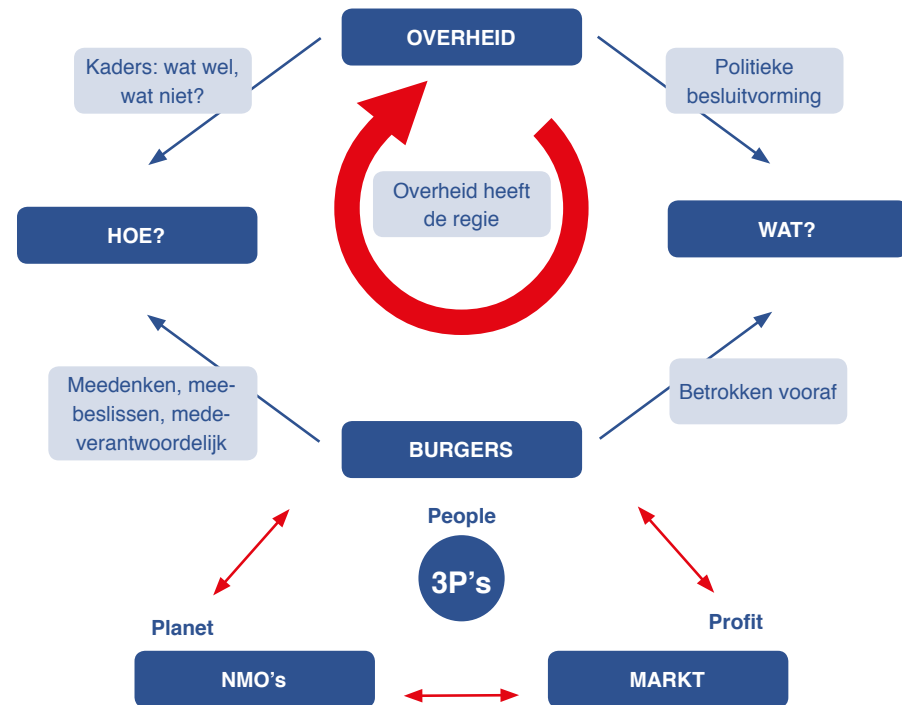 OVERHEID
Kaders: wat wel,
wat niet?
Politieke
besluitvorming
Overheid heeft
de regie
HOE?
WAT?
Meedenken, mee-
beslissen, mede-
verantwoordelijk
Betrokken vooraf
BURGERS
People
3P's
Planet
Profit
NMO's
MARKT